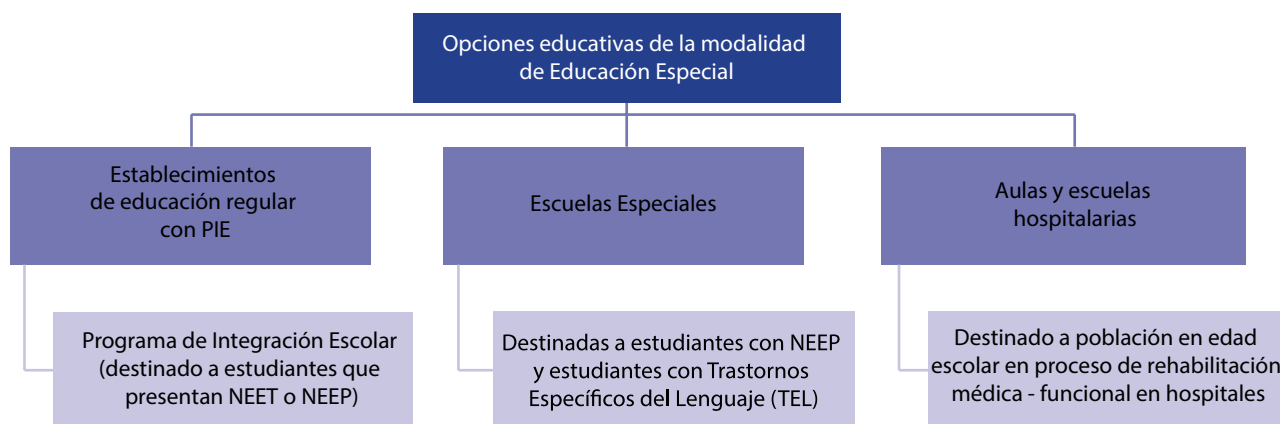 Opciones educativas de la modalidad
de Educación Especial
Establecimientos
de educación regular
con PIE
Escuelas Especiales
Aulas y escuelas
hospitalarias
Programa de Integración Escolar
(destinado a estudiantes que
presentan NEET o NEEP)
Destinadas a estudiantes con NEEP
y estudiantes con Trastornos
Específicos del Lenguaje (TEL)
Destinado a población en edad
escolar en proceso de rehabilitación
médica - funcional en hospitales